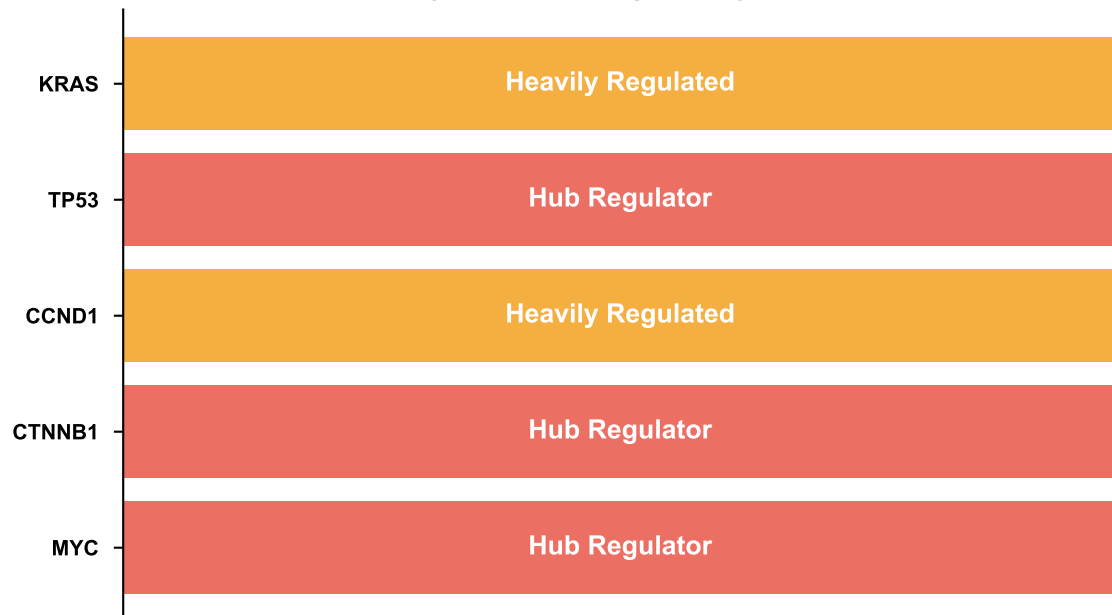 KRAS Heavily Regulated
TP53 Hub Regulator
CCND1 Heavily Regulated
CTNNB1 Hub Regulator
MYC Hub Regulator